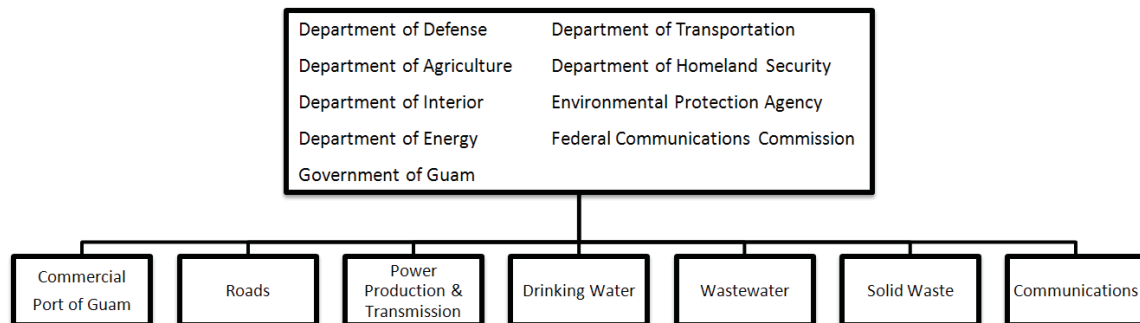 Department of Defense
Department of Transportation
Department of Agriculture
Department of Homeland Security
Department of Interior
Environmental Protection Agency
Department of Energy
Federal Communications Commission
Government of Guam
Commercial
Port of Guam
Roads
Power
Production &
Transmission
Drinking Water
Wastewater
Solid Waste
Communications